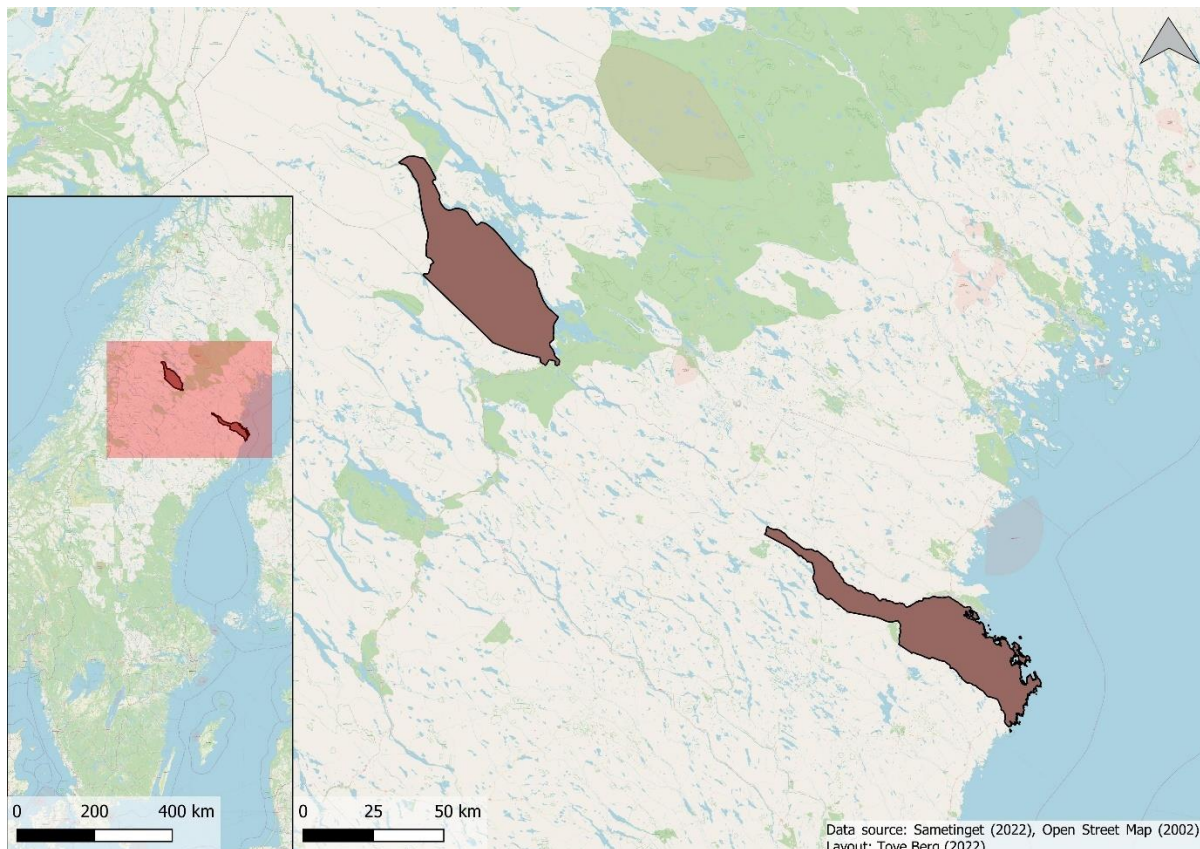 0 200 400 km
0 25 50 km
Data source: Sametinget (2022), Open Street Map (2002)
Layout: Tove Berg (2022)